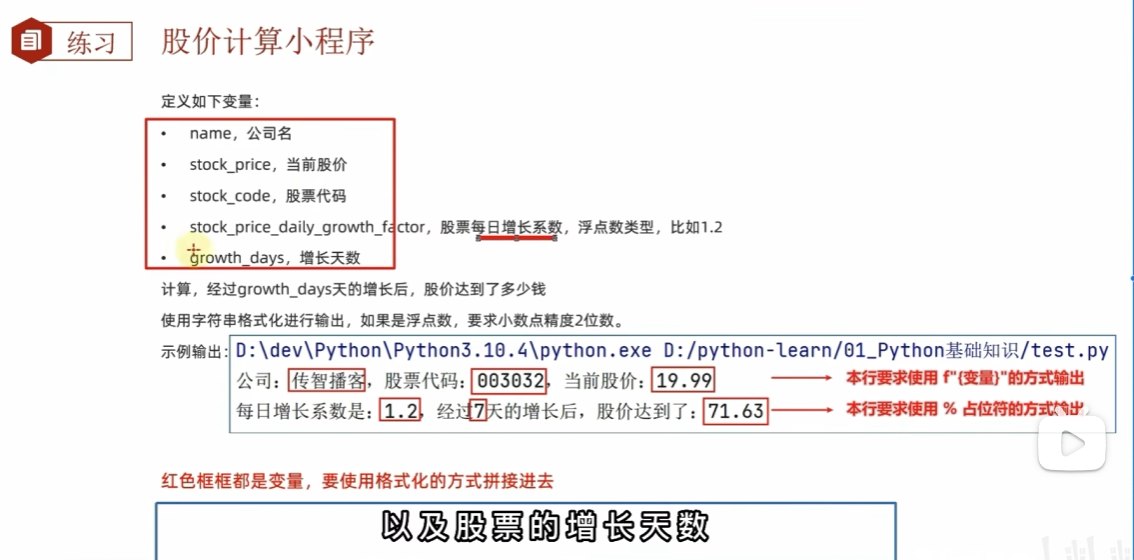 练习 股价计算小程序
定义如下变量：
• name，公司名
• stock_price，当前股价
• stock_code，股票代码
• stock_price_daily_growth_factor，股票每日增长系数，浮点数类型，比如1.2
• growth_days，增长天数
计算，经过growth_days天的增长后，股价达到了多少钱
使用字符串格式化进行输出，如果是浮点数，要求小数点精度2位数。
示例输出: D:\dev\Python\Python3.10.4\python.exe D:/python-learn/01_Python基础知识/test.py
公司：传智播客，股票代码：003032，当前股价：19.99 本行要求使用 f"{变量}"的方式输出
每日增长系数是：1.2，经过7天的增长后，股价达到了：71.63 本行要求使用 % 占位符的方式输出
红色框框都是变量，要使用格式化的方式拼接进去
以及股票的增长天数